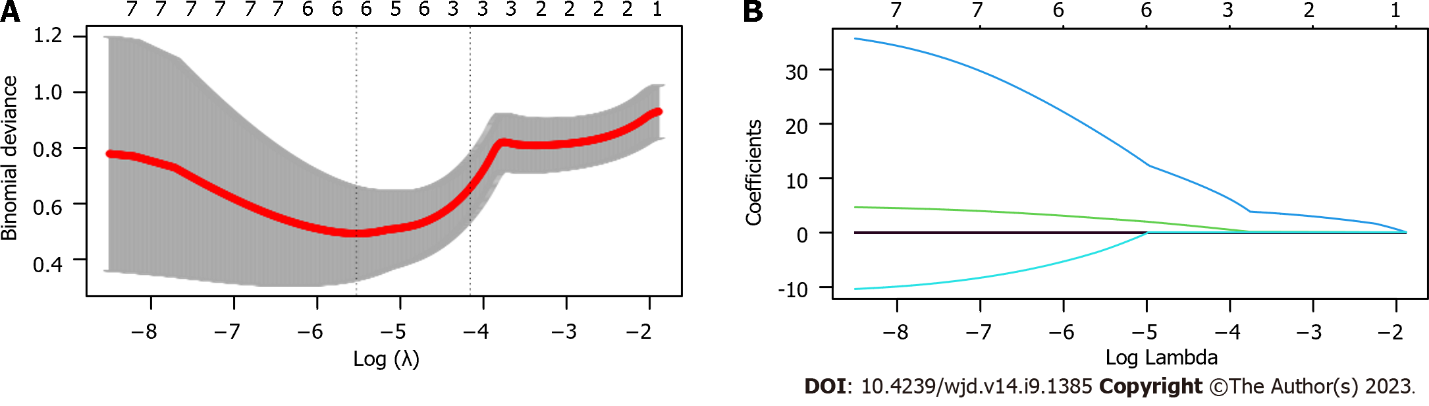 A
7 7 7 7 7 6 6 5 6 3 3 3 2 2 2 2 1
Binomial deviance
1.2
1.0
0.8
0.6
0.4
−8 −7 −6 −5 −4 −3 −2
Log (λ)
B
7 7 6 6 3 2 1
Coefficients
30
20
10
0
-10
−8 −7 −6 −5 −4 −3 −2
Log Lambda
DOI: 10.4239/wjd.v14.i9.1385 Copyright ©The Author(s) 2023.